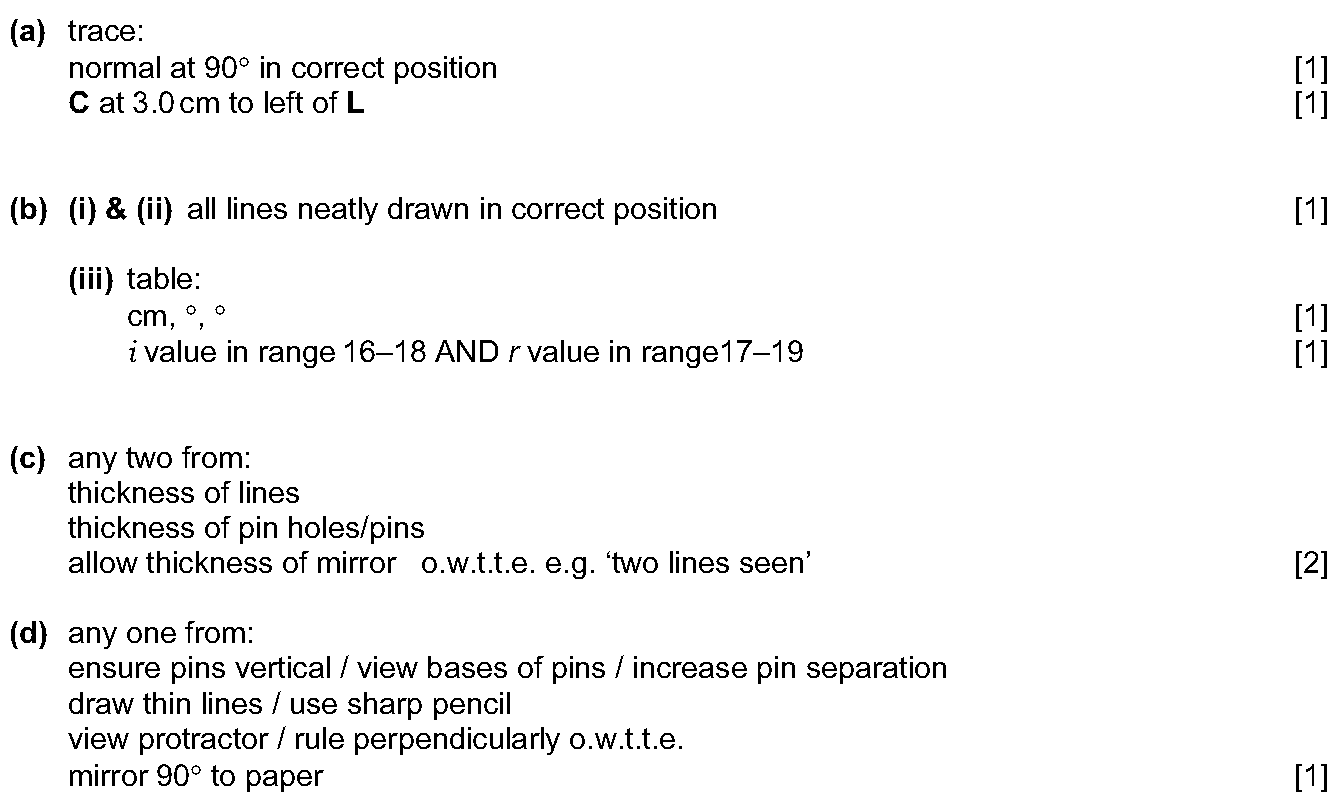 (a) trace:
normal at 90° in correct position [1]
C at 3.0 cm to left of L [1]
(b) (i) & (ii) all lines neatly drawn in correct position [1]
(iii) table:
cm, °, ° [1]
i value in range 16–18 AND r value in range17–19 [1]
(c) any two from:
thickness of lines
thickness of pin holes/pins
allow thickness of mirror o.w.t.t.e. e.g. ‘two lines seen’ [2]
(d) any one from:
ensure pins vertical / view bases of pins / increase pin separation
draw thin lines / use sharp pencil
view protractor / rule perpendicularly o.w.t.t.e.
mirror 90° to paper [1]